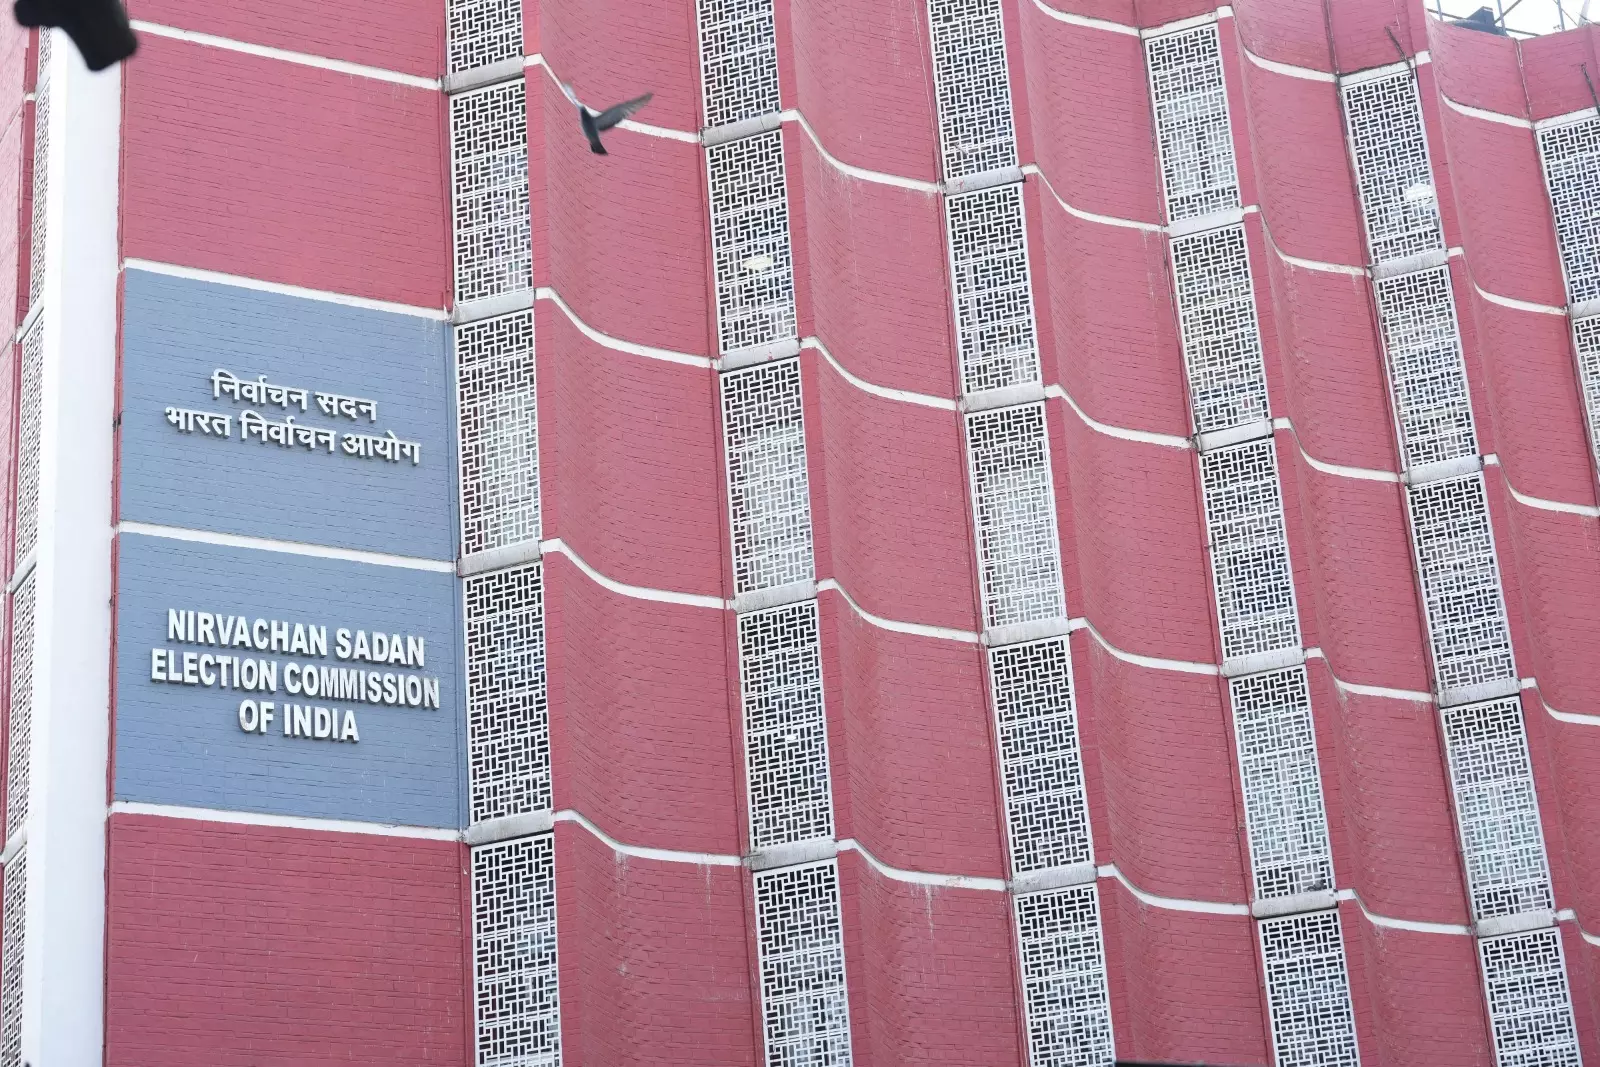 निर्वाचन सदन
भारत निर्वाचन आयोग
NIRVACHAN SADAN
ELECTION COMMISSION
OF INDIA